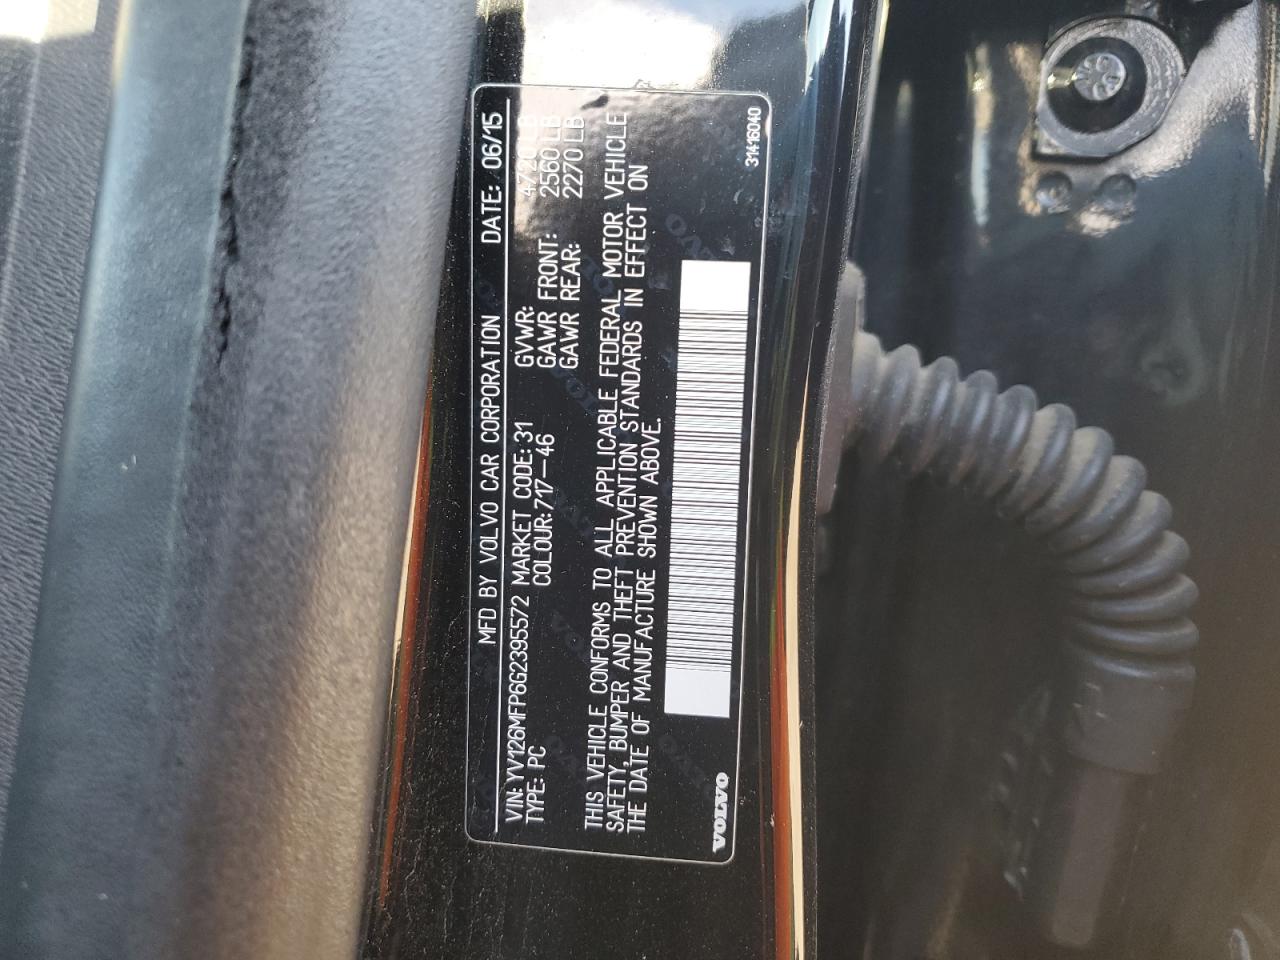 MFD BY VOLVO CAR CORPORATION DATE: 06/15
VIN: YV126MFP6G2395572 MARKET CODE: 31 GVWR: 4720 LB
TYPE: PC COLOUR: 717-46 GAWR FRONT: 2560 LB
GAWR REAR: 2270 LB
THIS VEHICLE CONFORMS TO ALL APPLICABLE FEDERAL MOTOR VEHICLE
SAFETY, BUMPER AND THEFT PREVENTION STANDARDS IN EFFECT ON
THE DATE OF MANUFACTURE SHOWN ABOVE.
VOLVO 31416040